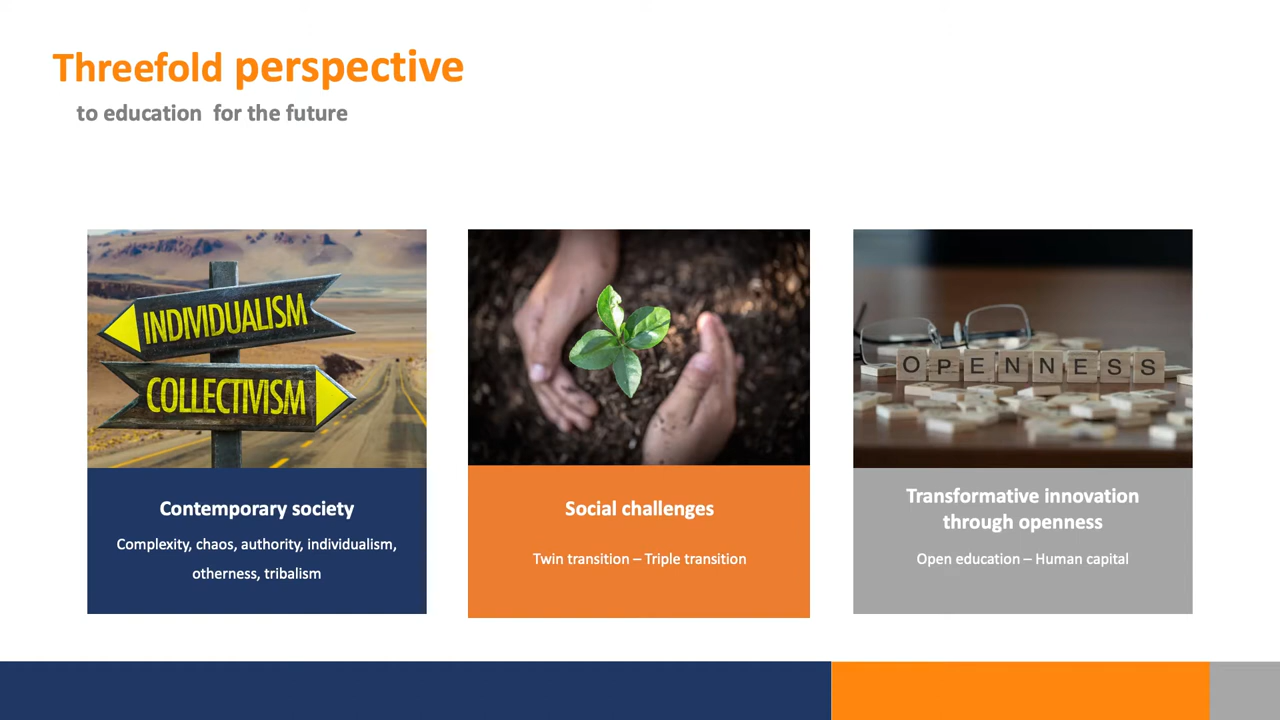 Threefold perspective
to education  for the future
INDIVIDUALISM
COLLECTIVISM
OPENNESS
Contemporary society
Complexity, chaos, authority, individualism,
otherness, tribalism
Social challenges
Twin transition – Triple transition
Transformative innovation
through openness
Open education – Human capital